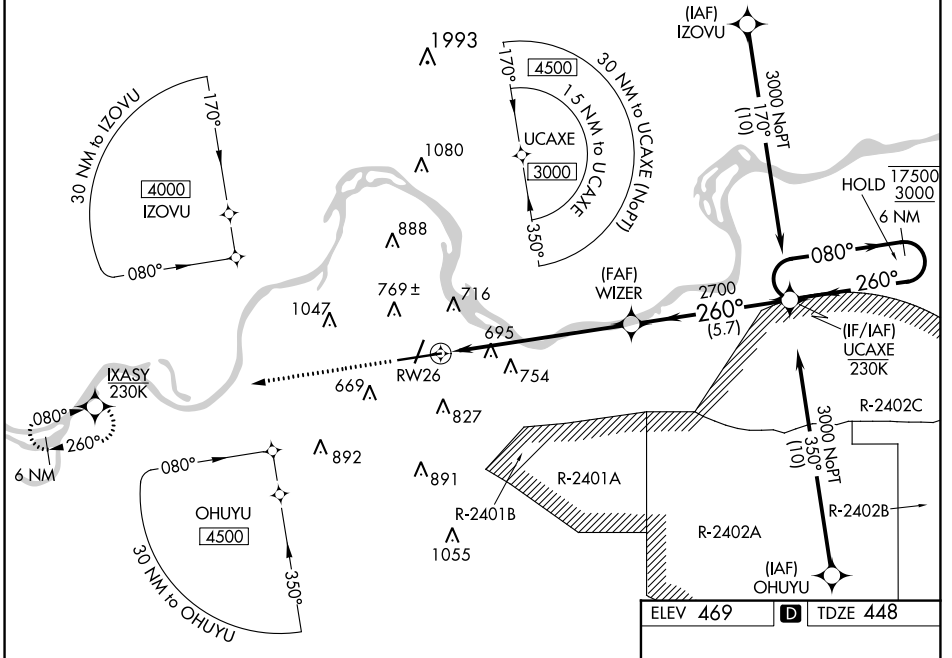 (IAF)
IZOVU
3000 NoPT
170°
(10)
1993
30 NM to IZOVU
170°
4000
IZOVU
080°
170°
4500
30 NM to UCAXE (NoPT)
15 NM to UCAXE
UCAXE
3000
350°
1080
888
769 ±
716
1047
HOLD
17500
3000
6 NM
080°
260°
(FAF)
WIZER
2700
260°
(5.7)
(IF/IAF)
UCAXE
230K
695
754
RW26
669
827
IXASY
230K
080°
260°
6 NM
892
891
1055
080°
OHUYU
4500
30 NM to OHUYU
350°
R-2402C
R-2401A
R-2401B
R-2402A
R-2402B
3000 NoPT
350°
(10)
(IAF)
OHUYU
ELEV 469
D
TDZE 448